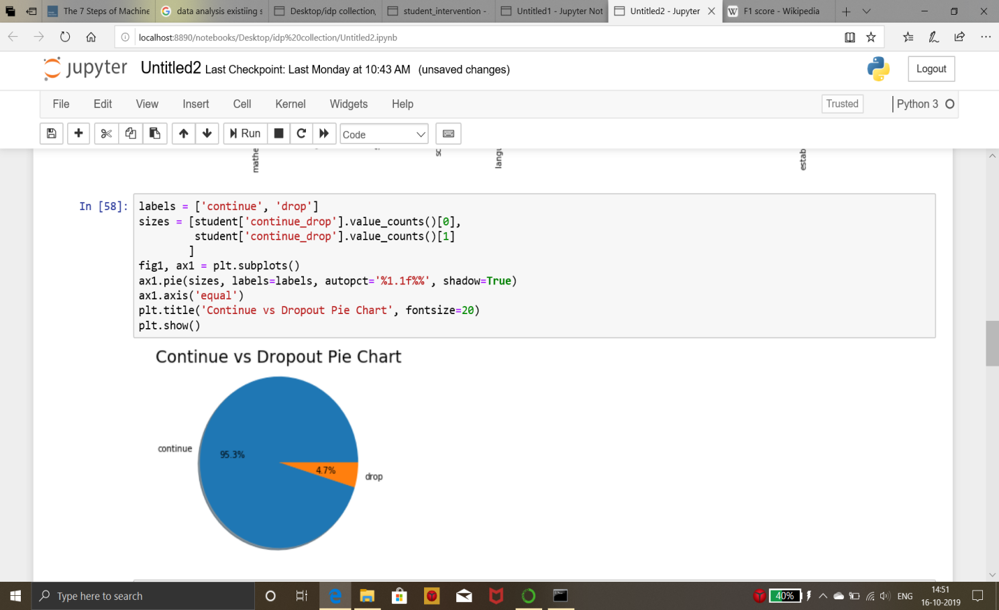 The 7 Steps of Machine
data analysis existiing s
Desktop/idp collection,
student_intervention -
Untitled1 - Jupyter Not
Untitled2 - Jupyter
W F1 score - Wikipedia
localhost:8890/notebooks/Desktop/idp%20collection/Untitled2.ipynb
jupyter Untitled2 Last Checkpoint: Last Monday at 10:43 AM (unsaved changes)
Logout
File Edit View Insert Cell Kernel Widgets Help
Trusted
Python 3
Run
Code
mathe
sc
langu
estab
In [58]:
labels = ['continue', 'drop']
sizes = [student['continue_drop'].value_counts()[0],
student['continue_drop'].value_counts()[1]
]
fig1, ax1 = plt.subplots()
ax1.pie(sizes, labels=labels, autopct='%1.1f%%', shadow=True)
ax1.axis('equal')
plt.title('Continue vs Dropout Pie Chart', fontsize=20)
plt.show()
Continue vs Dropout Pie Chart
continue
95.3%
4.7%
drop
Type here to search
40%
ENG
14:51
16-10-2019